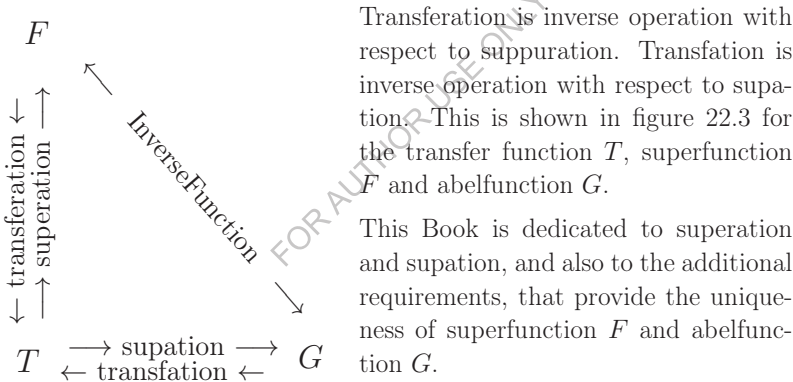 F
← transferation ←
→ superation →
InverseFunction
T
→ supation →
← transfation ←
G
Transferation is inverse operation with
respect to suppuration. Transfation is
inverse operation with respect to supa-
tion. This is shown in figure 22.3 for
the transfer function T, superfunction
F and abelfunction G.
This Book is dedicated to superation
and supation, and also to the additional
requirements, that provide the unique-
ness of superfunction F and abelfunc-
tion G.
FOR AUTHOR USE ONLY